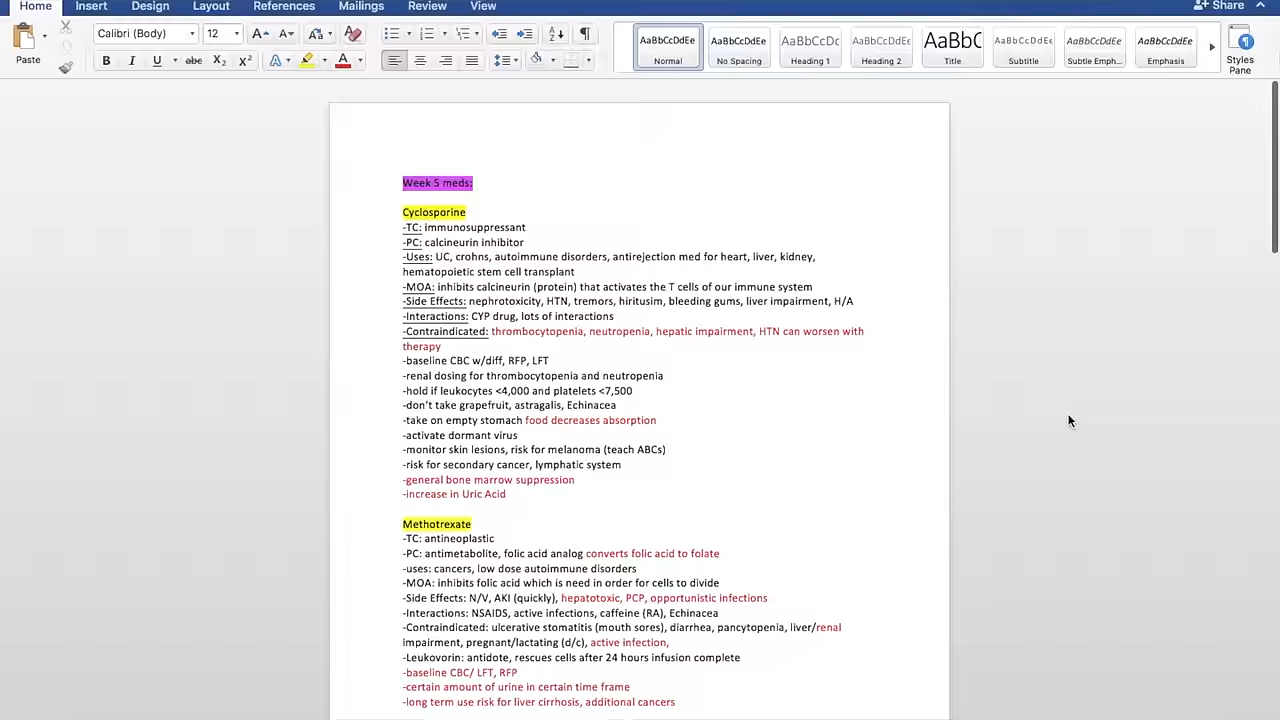 Home Insert Design Layout References Mailings Review View Share
Calibri (Body) 12
Paste
B I U abc X2 X2 A A
AaBbCcDdEe AaBbCcDdEe AaBbCcDc AaBbCcDdEe AaBbC AaBbCcDdEe AaBbCcDdEe AaBbCcDdEe
Normal No Spacing Heading 1 Heading 2 Title Subtitle Subtle Emph... Emphasis Styles
Pane
Week 5 meds:
Cyclosporine
-TC: immunosuppressant
-PC: calcineurin inhibitor
-Uses: UC, crohns, autoimmune disorders, antirejection med for heart, liver, kidney,
hematopoietic stem cell transplant
-MOA: inhibits calcineurin (protein) that activates the T cells of our immune system
-Side Effects: nephrotoxicity, HTN, tremors, hiritusim, bleeding gums, liver impairment, H/A
-Interactions: CYP drug, lots of interactions
-Contraindicated: thrombocytopenia, neutropenia, hepatic impairment, HTN can worsen with
therapy
-baseline CBC w/diff, RFP, LFT
-renal dosing for thrombocytopenia and neutropenia
-hold if leukocytes <4,000 and platelets <7,500
-don't take grapefruit, astragalis, Echinacea
-take on empty stomach food decreases absorption
-activate dormant virus
-monitor skin lesions, risk for melanoma (teach ABCs)
-risk for secondary cancer, lymphatic system
-general bone marrow suppression
-increase in Uric Acid
Methotrexate
-TC: antineoplastic
-PC: antimetabolite, folic acid analog converts folic acid to folate
-uses: cancers, low dose autoimmune disorders
-MOA: inhibits folic acid which is need in order for cells to divide
-Side Effects: N/V, AKI (quickly), hepatotoxic, PCP, opportunistic infections
-Interactions: NSAIDS, active infections, caffeine (RA), Echinacea
-Contraindicated: ulcerative stomatitis (mouth sores), diarrhea, pancytopenia, liver/renal
impairment, pregnant/lactating (d/c), active infection,
-Leukovorin: antidote, rescues cells after 24 hours infusion complete
-baseline CBC/ LFT, RFP
-certain amount of urine in certain time frame
-long term use risk for liver cirrhosis, additional cancers